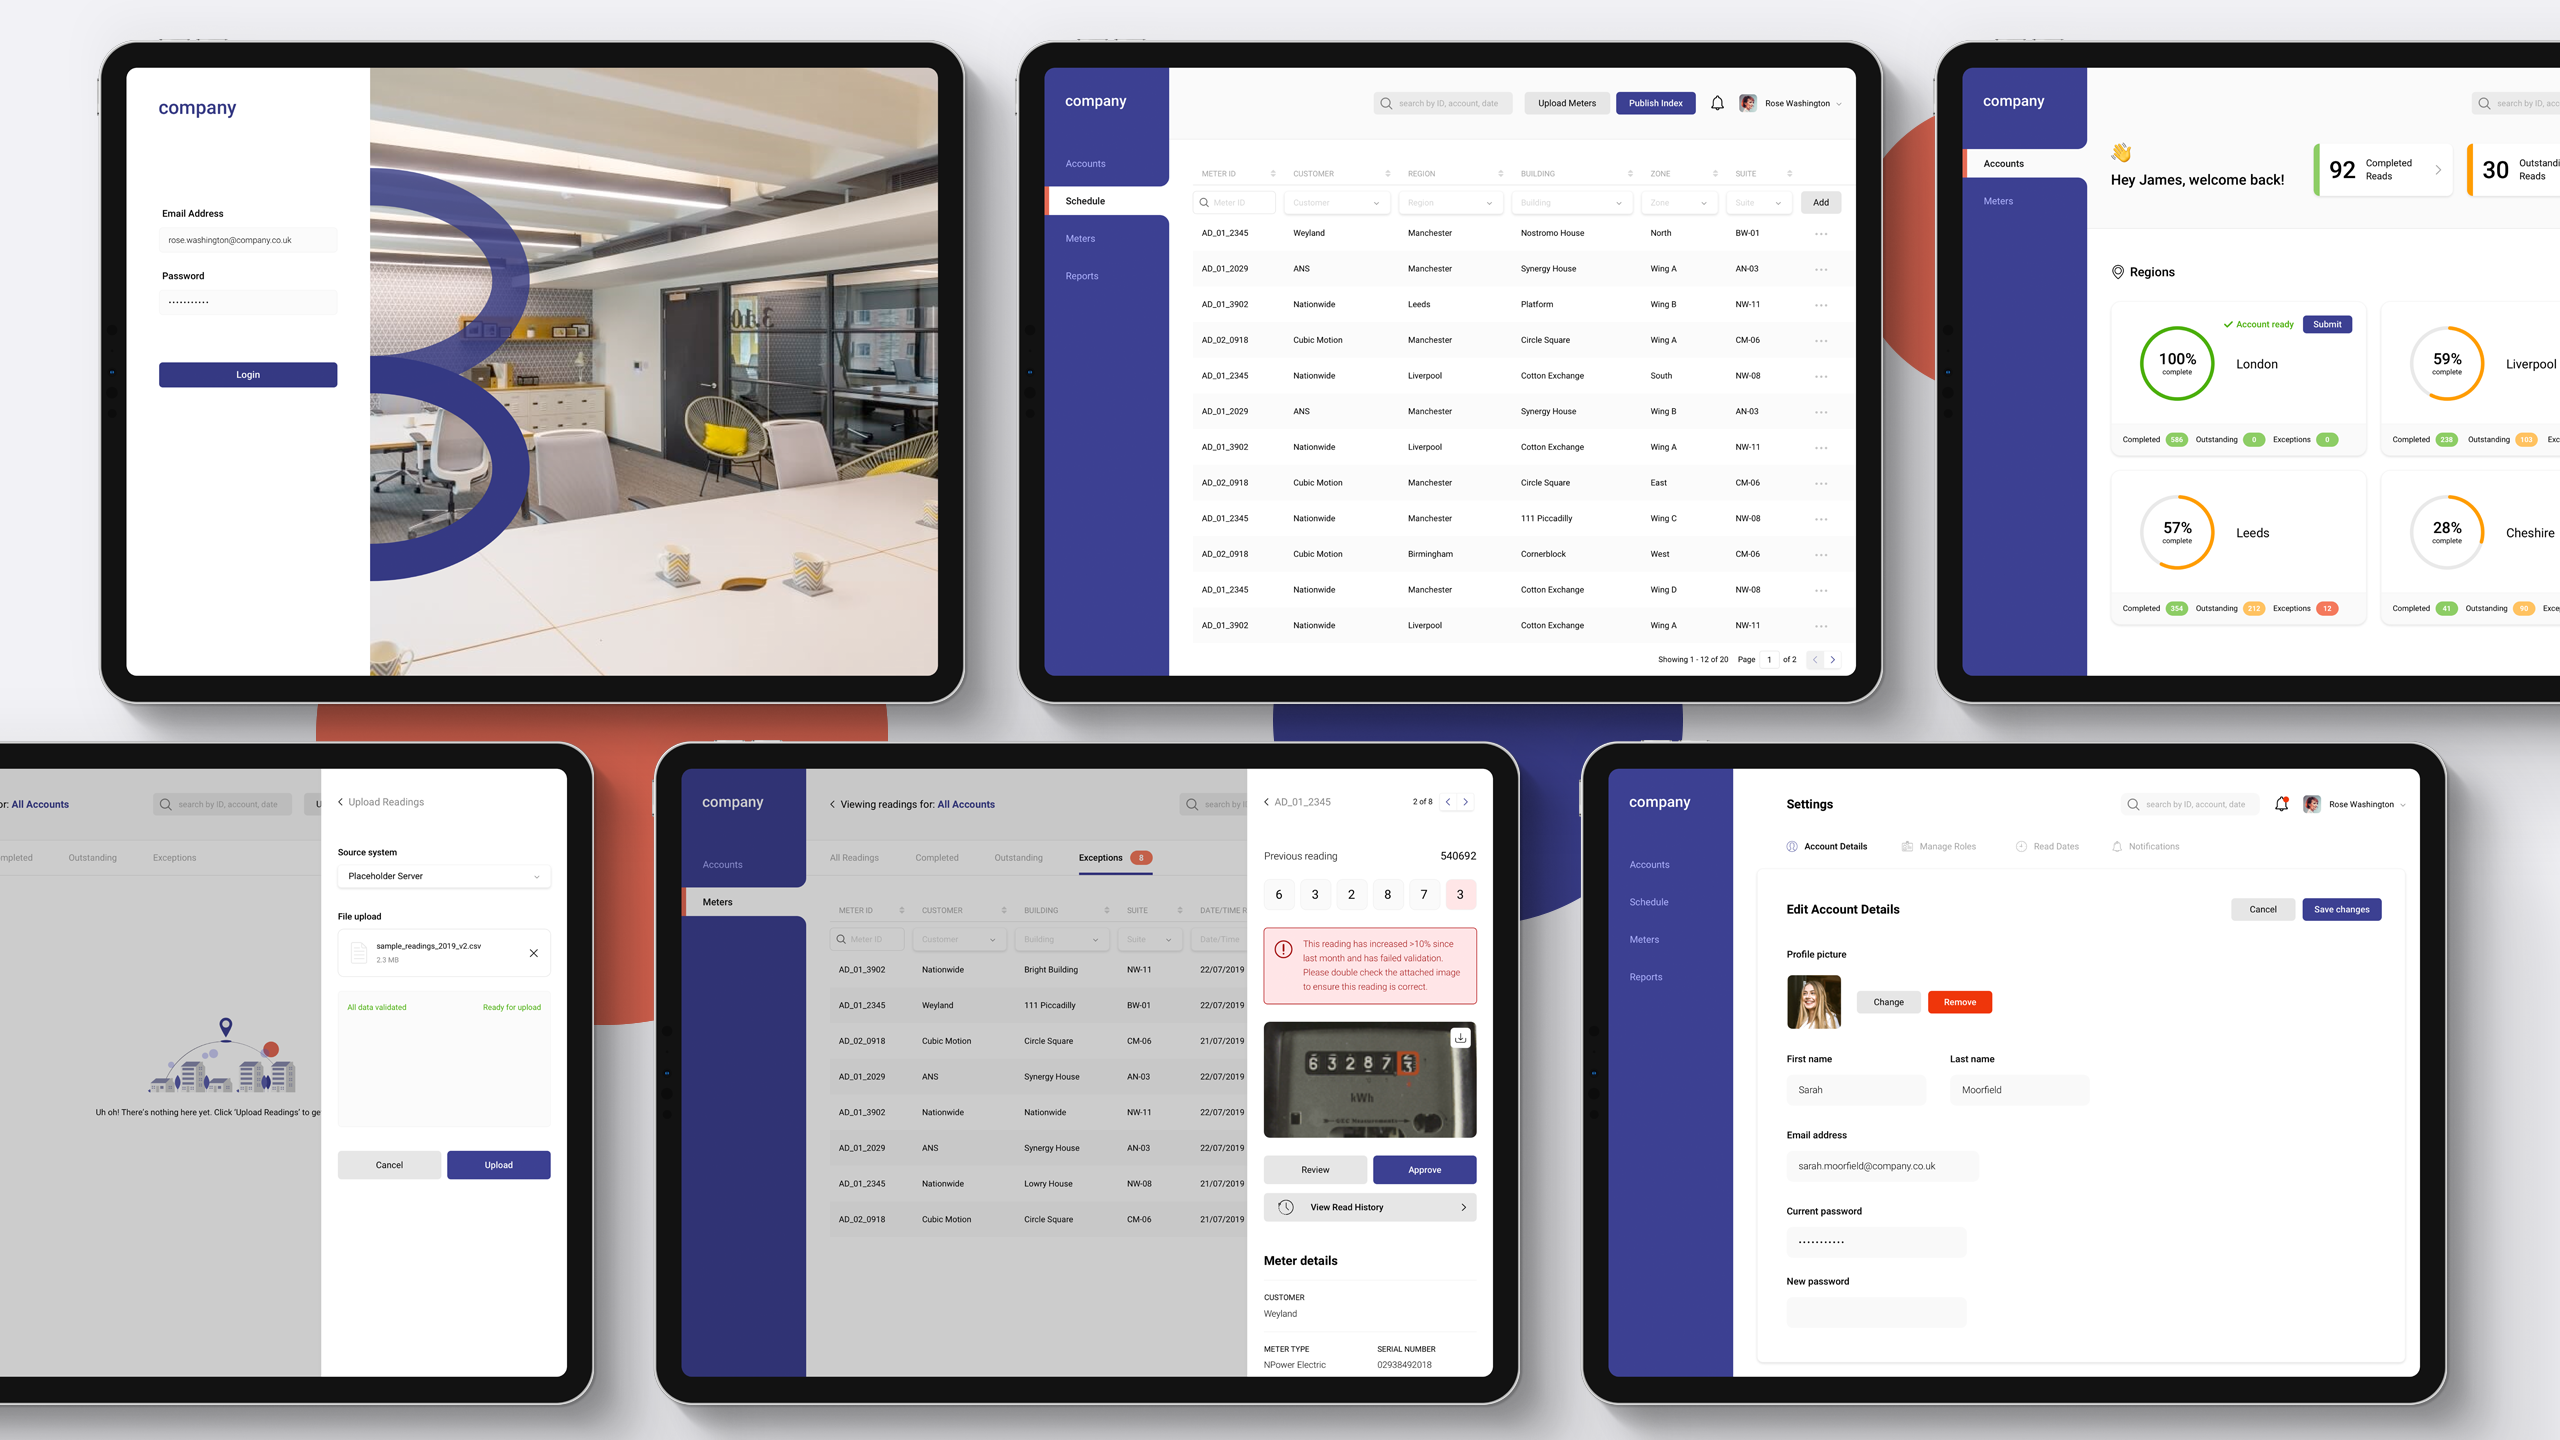 company
Email Address
rose.washington@company.co.uk
Password
Login
3.10
company
search by ID, account, date
Upload Meters
Publish Index
Rose Washington
Accounts
Schedule
Meters
Reports
METER ID CUSTOMER REGION BUILDING ZONE SUITE
Meter ID Customer Region Building Zone Suite Add
AD_01_2345 Weyland Manchester Nostromo House North BW-01
AD_01_2029 ANS Manchester Synergy House Wing A AN-03
AD_01_3902 Nationwide Leeds Platform Wing B NW-11
AD_02_0918 Cubic Motion Manchester Circle Square Wing A CM-06
AD_01_2345 Nationwide Liverpool Cotton Exchange South NW-08
AD_01_2029 ANS Manchester Synergy House Wing B AN-03
AD_01_3902 Nationwide Liverpool Cotton Exchange Wing A NW-11
AD_02_0918 Cubic Motion Manchester Circle Square East CM-06
AD_01_2345 Nationwide Manchester 111 Piccadilly Wing C NW-08
AD_02_0918 Cubic Motion Birmingham Cornerblock West CM-06
AD_01_2345 Nationwide Manchester Cotton Exchange Wing D NW-08
AD_01_3902 Nationwide Liverpool Cotton Exchange Wing A NW-11
Showing 1 - 12 of 20 Page 1 of 2
company
search by ID, acc
Accounts
Meters
Hey James, welcome back!
92 Completed Reads
30 Outstandi Reads
Regions
Account ready Submit
100% complete London
Completed 586 Outstanding 0 Exceptions 0
59% complete Liverpool
Completed 238 Outstanding 103 Exc
57% complete Leeds
Completed 354 Outstanding 212 Exceptions 12
28% complete Cheshire
Completed 41 Outstanding 90 Exce
or: All Accounts
search by ID, account, date
U
mpleted Outstanding Exceptions
Uh oh! There's nothing here yet. Click 'Upload Readings' to ge
Upload Readings
Source system
Placeholder Server
File upload
sample_readings_2019_v2.csv
2.3 MB
All data validated Ready for upload
Cancel Upload
company
Accounts
Meters
Viewing readings for: All Accounts
search by I
All Readings Completed Outstanding Exceptions 8
METER ID CUSTOMER BUILDING SUITE DATE/TIME R
Meter ID Customer Building Suite Date/Time
AD_01_3902 Nationwide Bright Building NW-11 22/07/2019
AD_01_2345 Weyland 111 Piccadilly BW-01 22/07/2019
AD_02_0918 Cubic Motion Circle Square CM-06 21/07/2019
AD_01_2029 ANS Synergy House AN-03 22/07/2019
AD_01_3902 Nationwide Nationwide NW-11 22/07/2019
AD_01_2029 ANS Synergy House AN-03 22/07/2019
AD_01_2345 Nationwide Lowry House NW-08 21/07/2019
AD_02_0918 Cubic Motion Circle Square CM-06 21/07/2019
AD_01_2345 2 of 8
Previous reading 540692
6 3 2 8 7 3
This reading has increased >10% since
last month and has failed validation.
Please double check the attached image
to ensure this reading is correct.
6 3 2 8 7 3
kWh
GEC Measurements
Review Approve
View Read History
Meter details
CUSTOMER
Weyland
METER TYPE SERIAL NUMBER
NPower Electric 02938492018
company
Accounts
Schedule
Meters
Reports
Settings
search by ID, account, date
Rose Washington
Account Details Manage Roles Read Dates Notifications
Edit Account Details
Cancel Save changes
Profile picture
Change Remove
First name Last name
Sarah Moorfield
Email address
sarah.moorfield@company.co.uk
Current password
New password